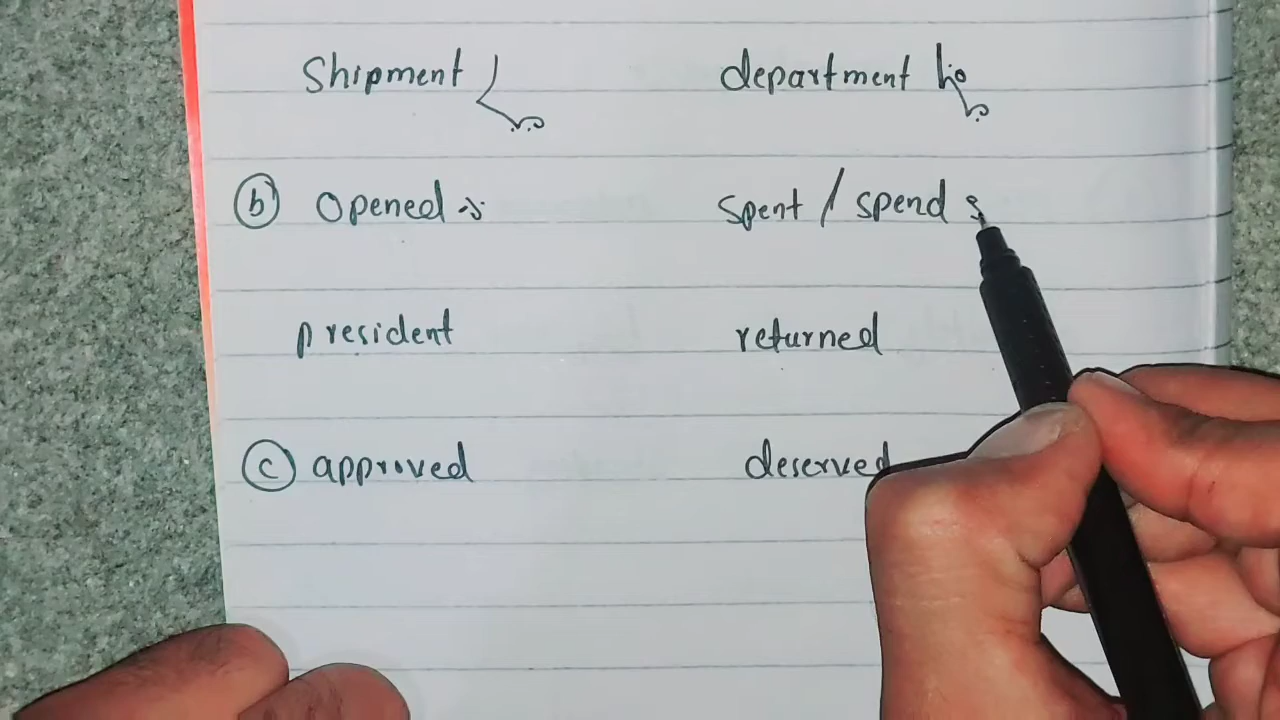 Shipment department
(b) Opened Spent / spend
president returned
(c) approved deserved